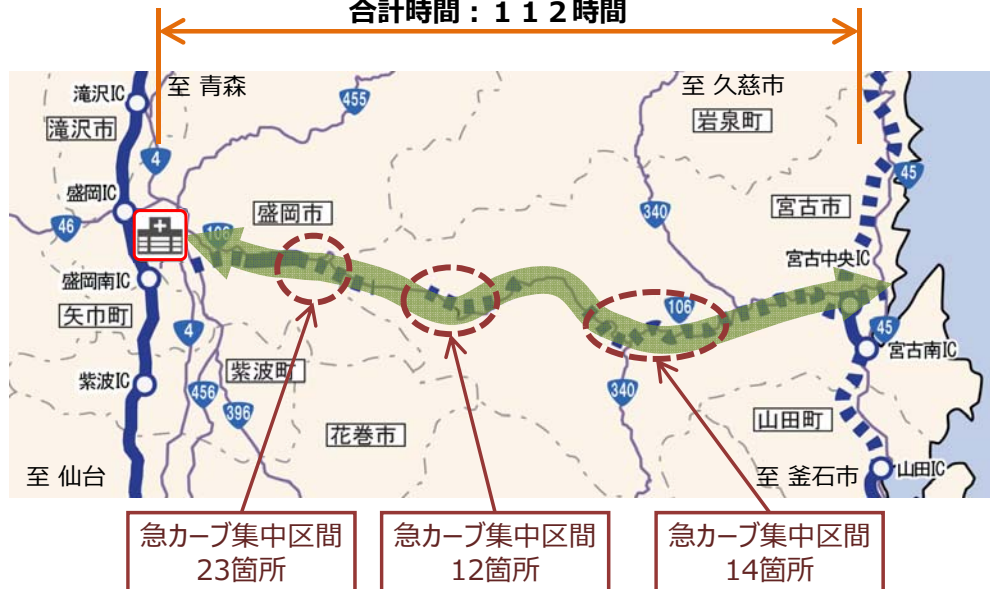 合計時間：１１２時間
至 青森
至 久慈市
滝沢IC
455
岩泉町
滝沢市
4
45
盛岡IC
340
宮古市
盛岡市
46
106
宮古中央IC
盛岡南IC
106
矢巾町
4
45
宮古南IC
紫波町
紫波IC
456
340
396
山田町
花巻市
至 仙台
至 釜石市
山田IC
急カーブ集中区間
23箇所
急カーブ集中区間
12箇所
急カーブ集中区間
14箇所